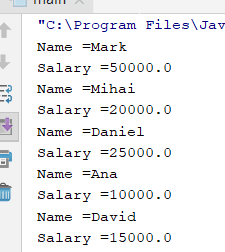 main
"C:\Program Files\Jav
Name =Mark
Salary =50000.0
Name =Mihai
Salary =20000.0
Name =Daniel
Salary =25000.0
Name =Ana
Salary =10000.0
Name =David
Salary =15000.0